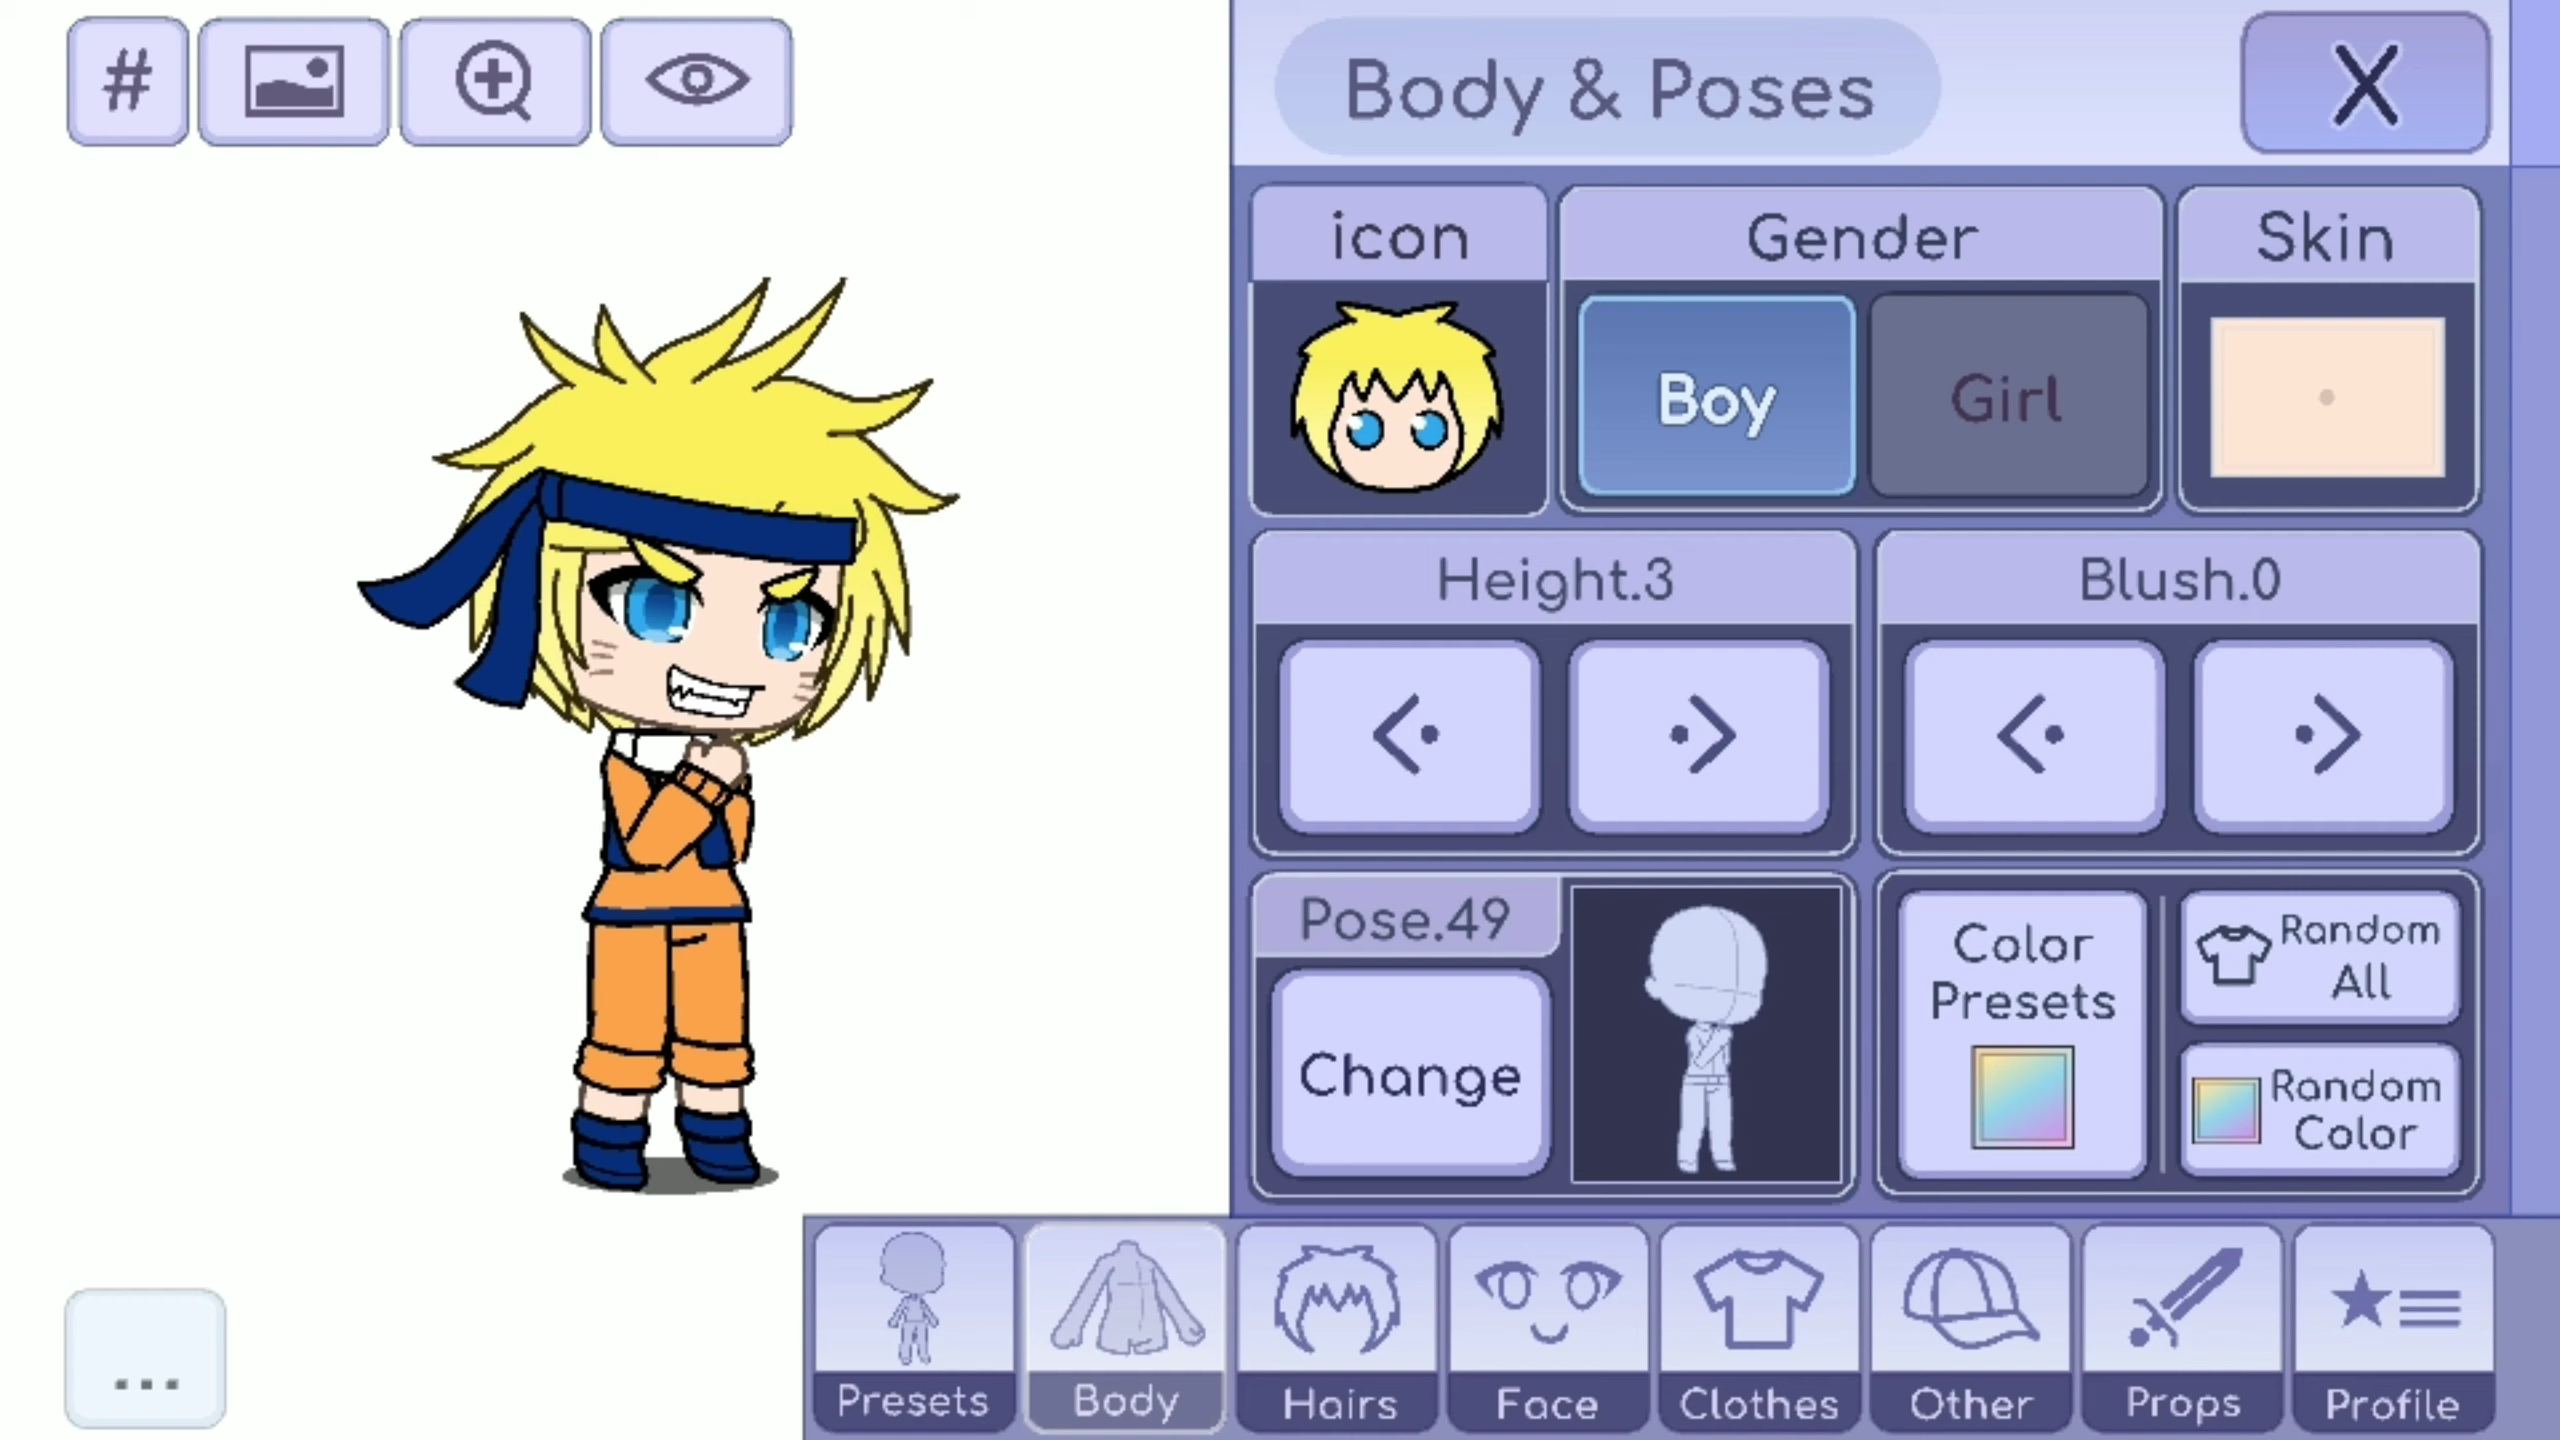 #
Body & Poses
X
icon
Gender
Skin
Boy
Girl
Height.3
Blush.0
Pose.49
Change
Color
Presets
Random
All
Random
Color
...
Presets
Body
Hairs
Face
Clothes
Other
Props
Profile